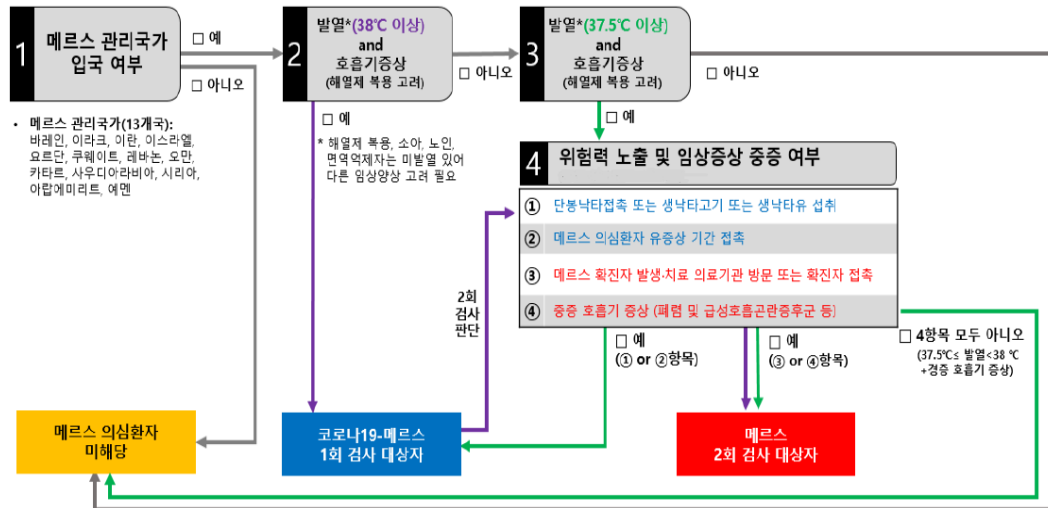 1
메르스 관리국가
입국 여부
□ 예
□ 아니오
• 메르스 관리국가(13개국):
바레인, 이라크, 이란, 이스라엘,
요르단, 쿠웨이트, 레바논, 오만,
카타르, 사우디아라비아, 시리아,
아랍에미리트, 예멘
2
발열*(38℃ 이상)
and
호흡기증상
(해열제 복용 고려)
□ 아니오
□ 예
* 해열제 복용, 소아, 노인,
면역억제자는 미발열 있어
다른 임상양상 고려 필요
3
발열*(37.5℃ 이상)
and
호흡기증상
(해열제 복용 고려)
□ 아니오
□ 예
4
위험력 노출 및 임상증상 중증 여부
① 단봉낙타접촉 또는 생낙타고기 또는 생낙타유 섭취
② 메르스 의심환자 유증상 기간 접촉
③ 메르스 확진자 발생·치료 의료기관 방문 또는 확진자 접촉
④ 중증 호흡기 증상 (폐렴 및 급성호흡곤란증후군 등)
2회
검사
판단
□ 예
(① or ②항목)
□ 예
(③ or ④항목)
□ 4항목 모두 아니오
(37.5℃≤ 발열<38 ℃
+경증 호흡기 증상)
메르스 의심환자
미해당
코로나19-메르스
1회 검사 대상자
메르스
2회 검사 대상자